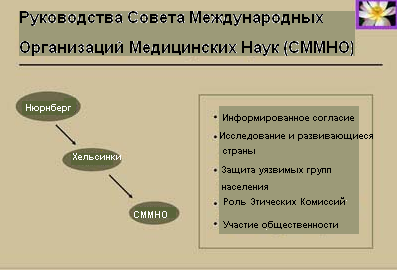 Руководства Совета Международных
Организаций Медицинских Наук (СММНО)
Нюрнберг
Хельсинки
СММНО
• Информированное согласие
• Исследование и развивающиеся
страны
• Защита уязвимых групп
населения
• Роль Этических Комиссий
• Участие общественности